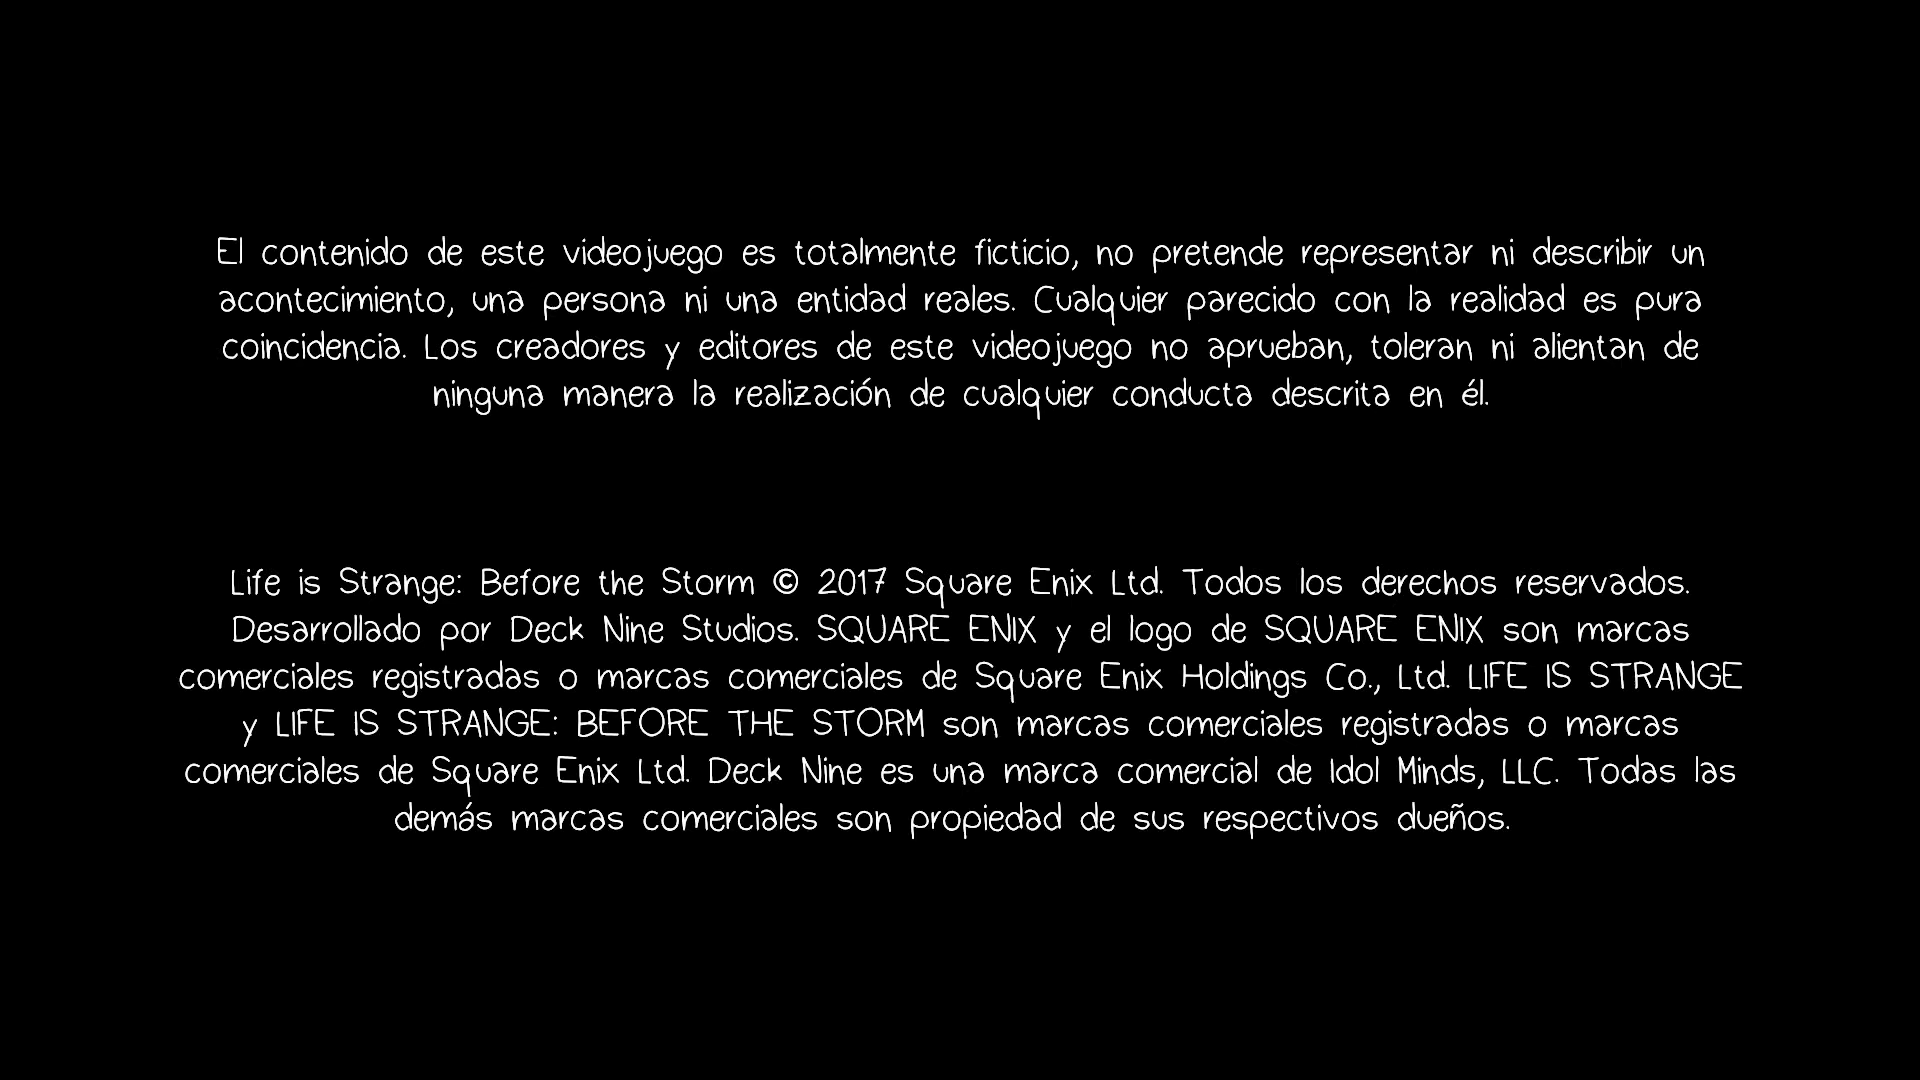 El contenido de este videojuego es totalmente ficticio, no pretende representar ni describir un
acontecimiento, una persona ni una entidad reales. Cualquier parecido con la realidad es pura
coincidencia. Los creadores y editores de este videojuego no aprueban, toleran ni alientan de
ninguna manera la realización de cualquier conducta descrita en él.
Life is Strange: Before the Storm © 2017 Square Enix Ltd. Todos los derechos reservados.
Desarrollado por Deck Nine Studios. SQUARE ENIX y el logo de SQUARE ENIX son marcas
comerciales registradas o marcas comerciales de Square Enix Holdings Co., Ltd. LIFE IS STRANGE
y LIFE IS STRANGE: BEFORE THE STORM son marcas comerciales registradas o marcas
comerciales de Square Enix Ltd. Deck Nine es una marca comercial de Idol Minds, LLC. Todas las
demás marcas comerciales son propiedad de sus respectivos dueños.